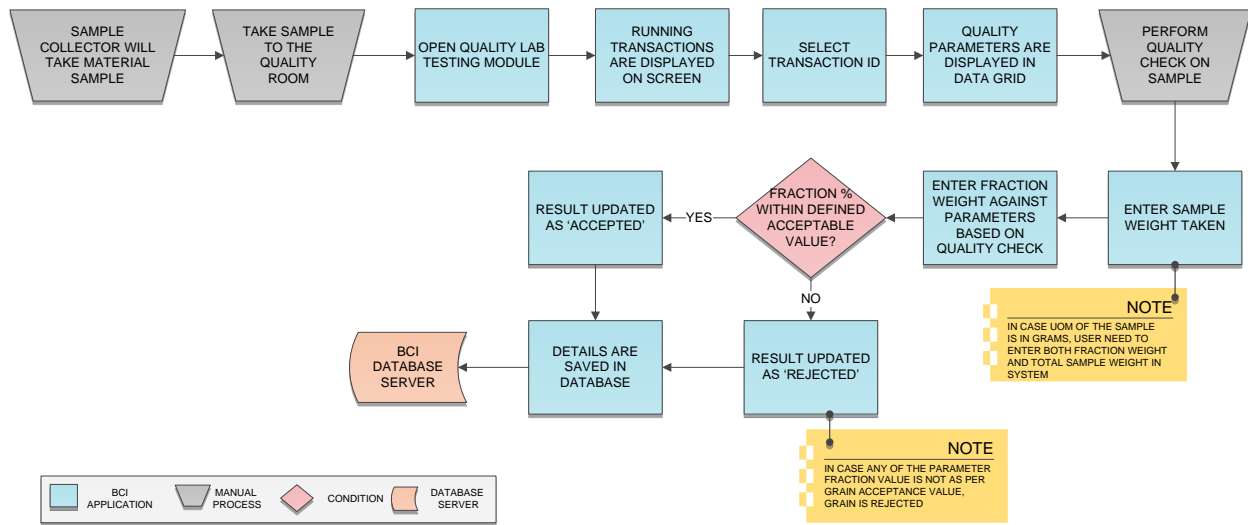 SAMPLE
COLLECTOR WILL
TAKE MATERIAL
SAMPLE
TAKE SAMPLE
TO THE
QUALITY
ROOM
OPEN QUALITY LAB
TESTING MODULE
RUNNING
TRANSACTIONS
ARE DISPLAYED
ON SCREEN
SELECT
TRANSACTION ID
QUALITY
PARAMETERS ARE
DISPLAYED IN
DATA GRID
PERFORM
QUALITY
CHECK ON
SAMPLE
ENTER SAMPLE
WEIGHT TAKEN
ENTER FRACTION
WEIGHT AGAINST
PARAMETERS
BASED ON
QUALITY CHECK
FRACTION %
WITHIN DEFINED
ACCEPTABLE
VALUE?
YES
RESULT UPDATED
AS ‘ACCEPTED’
NO
RESULT UPDATED
AS ‘REJECTED’
DETAILS ARE
SAVED IN
DATABASE
BCI
DATABASE
SERVER
NOTE
IN CASE UOM OF THE SAMPLE
IS IN GRAMS, USER NEED TO
ENTER BOTH FRACTION WEIGHT
AND TOTAL SAMPLE WEIGHT IN
SYSTEM
NOTE
IN CASE ANY OF THE PARAMETER
FRACTION VALUE IS NOT AS PER
GRAIN ACCEPTANCE VALUE,
GRAIN IS REJECTED
BCI
APPLICATION
MANUAL
PROCESS
CONDITION
DATABASE
SERVER